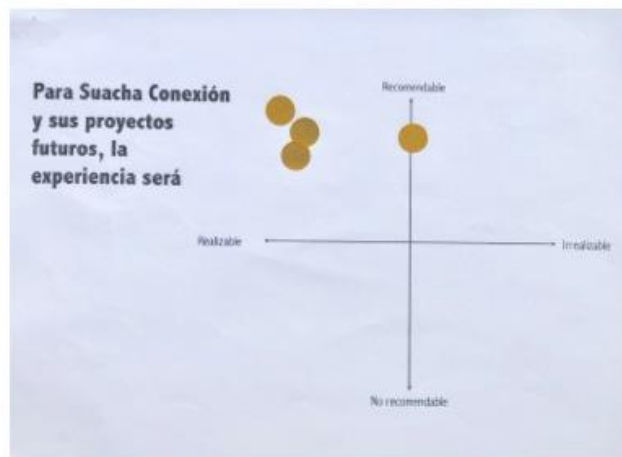 Para Suacha Conexión
y sus proyectos
futuros, la
experiencia será
Recomendable
Realizable
Irrealizable
No recomendable